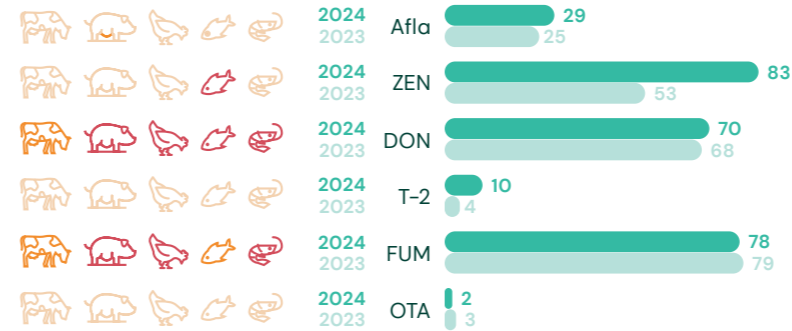 2024 29
Afla
2023 25
2024 83
ZEN
2023 53
2024 70
DON
2023 68
2024 10
T-2
2023 4
2024 78
FUM
2023 79
2024 2
OTA
2023 3